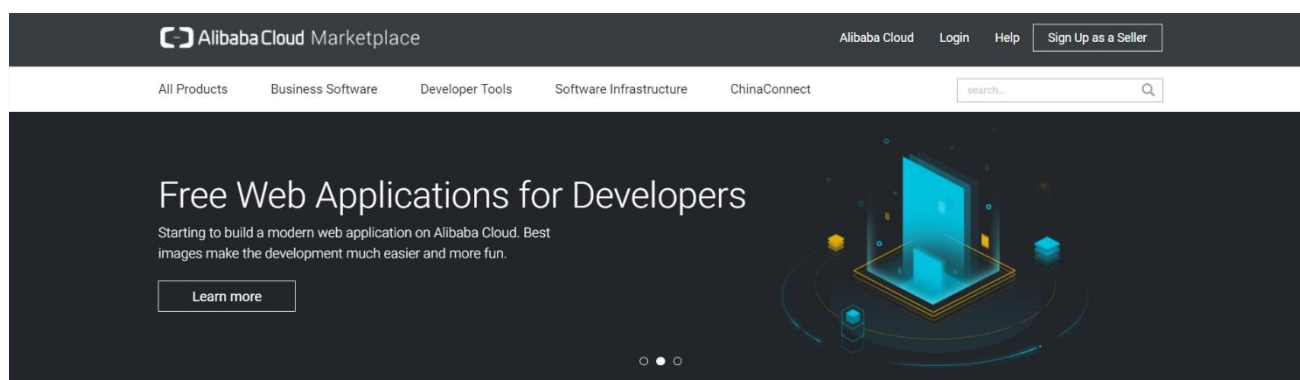 Alibaba Cloud Marketplace
Alibaba Cloud Login Help Sign Up as a Seller
All Products Business Software Developer Tools Software Infrastructure ChinaConnect search...
Free Web Applications for Developers
Starting to build a modern web application on Alibaba Cloud. Best
images make the development much easier and more fun.
Learn more